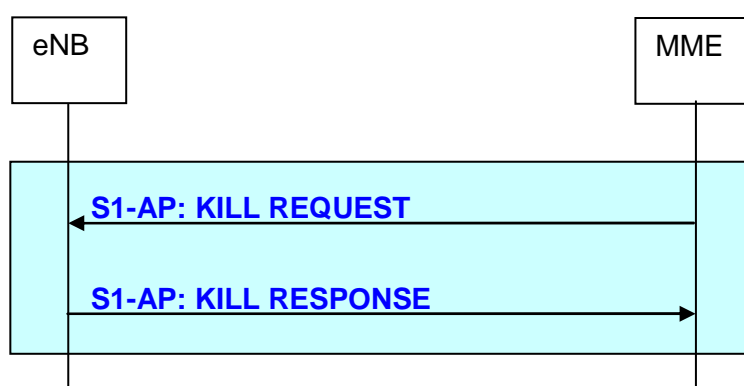 eNB
MME
S1-AP: KILL REQUEST
S1-AP: KILL RESPONSE